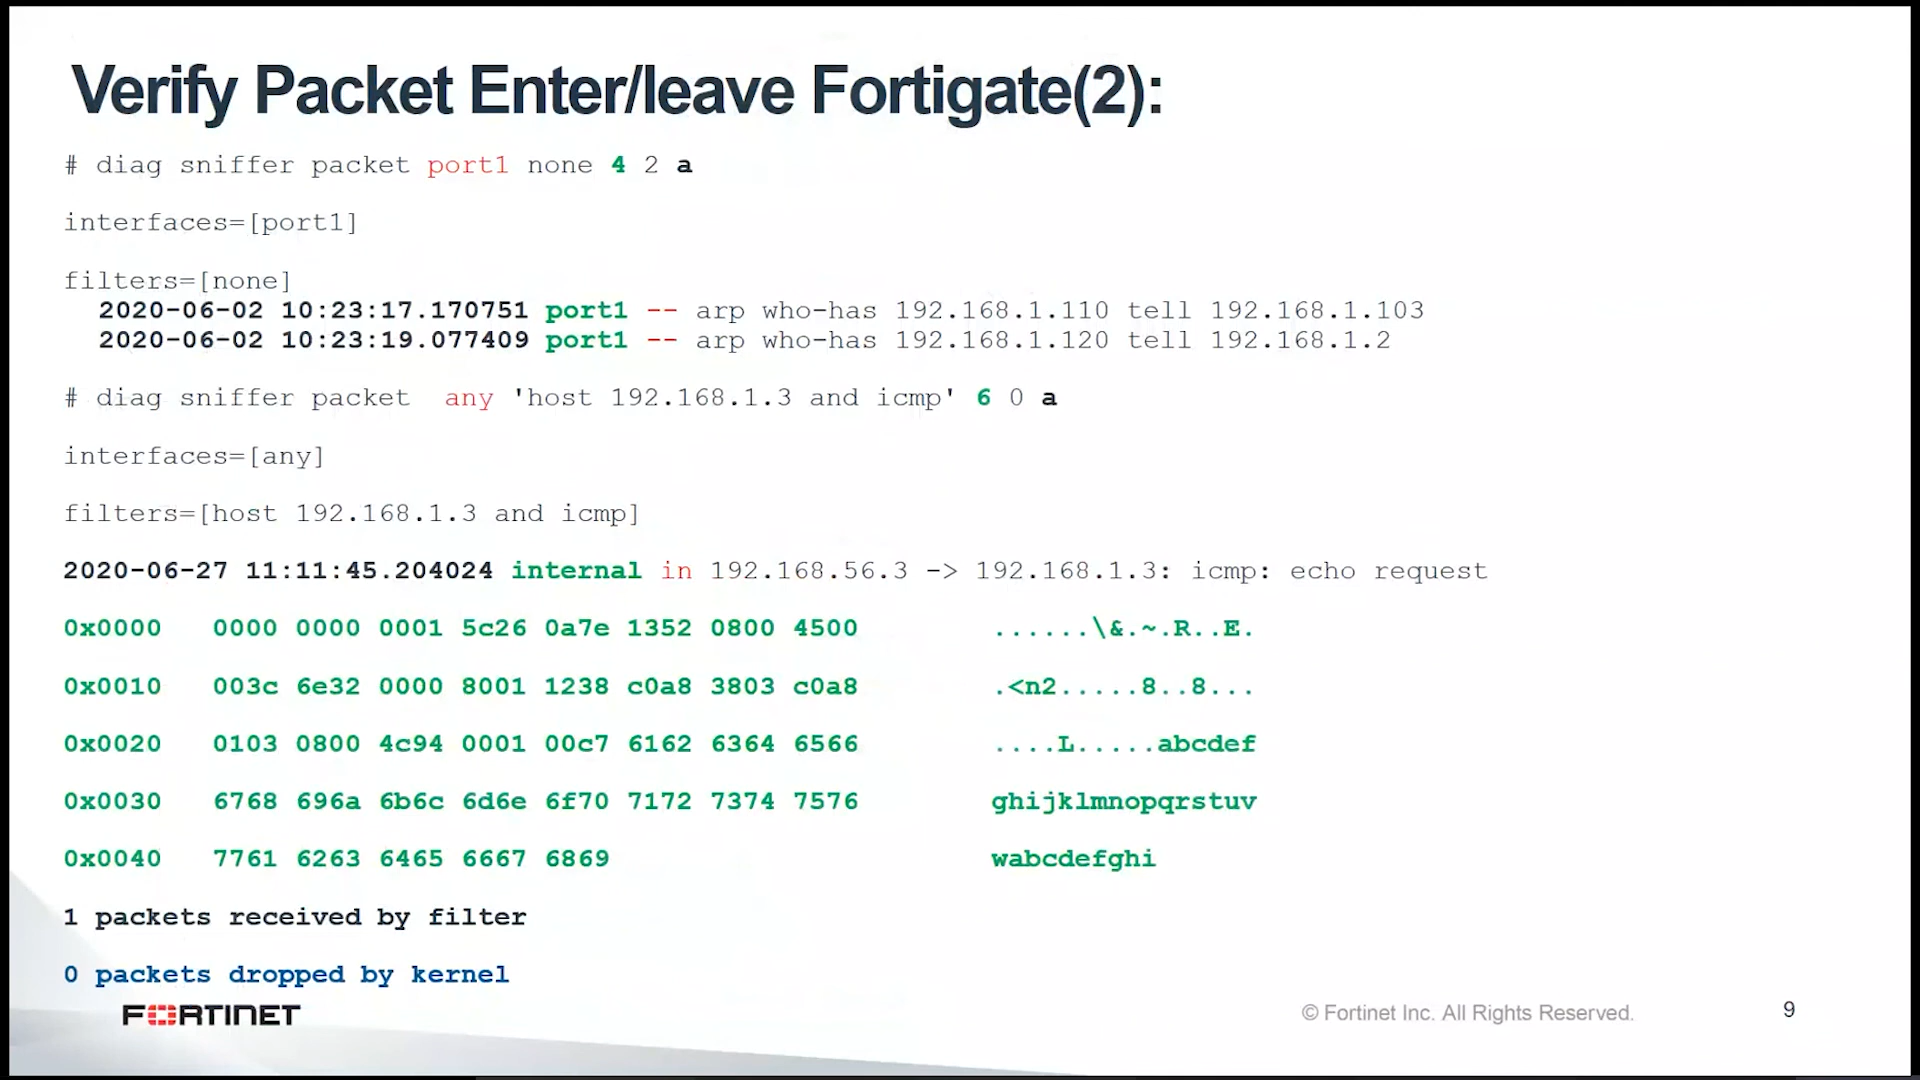 Verify Packet Enter/leave Fortigate(2):
# diag sniffer packet port1 none 4 2 a
interfaces=[port1]
filters=[none]
2020-06-02 10:23:17.170751 port1 -- arp who-has 192.168.1.110 tell 192.168.1.103
2020-06-02 10:23:19.077409 port1 -- arp who-has 192.168.1.120 tell 192.168.1.2
# diag sniffer packet any 'host 192.168.1.3 and icmp' 6 0 a
interfaces=[any]
filters=[host 192.168.1.3 and icmp]
2020-06-27 11:11:45.204024 internal in 192.168.56.3 -> 192.168.1.3: icmp: echo request
0x0000 0000 0000 0001 5c26 0a7e 1352 0800 4500 ......\&.~.R..E.
0x0010 003c 6e32 0000 8001 1238 c0a8 3803 c0a8 .<n2.....8..8...
0x0020 0103 0800 4c94 0001 00c7 6162 6364 6566 ....L.....abcdef
0x0030 6768 696a 6b6c 6d6e 6f70 7172 7374 7576 ghijklmnopqrstuv
0x0040 7761 6263 6465 6667 6869 wabcdefghi
1 packets received by filter
0 packets dropped by kernel
FORTINET
© Fortinet Inc. All Rights Reserved.
9